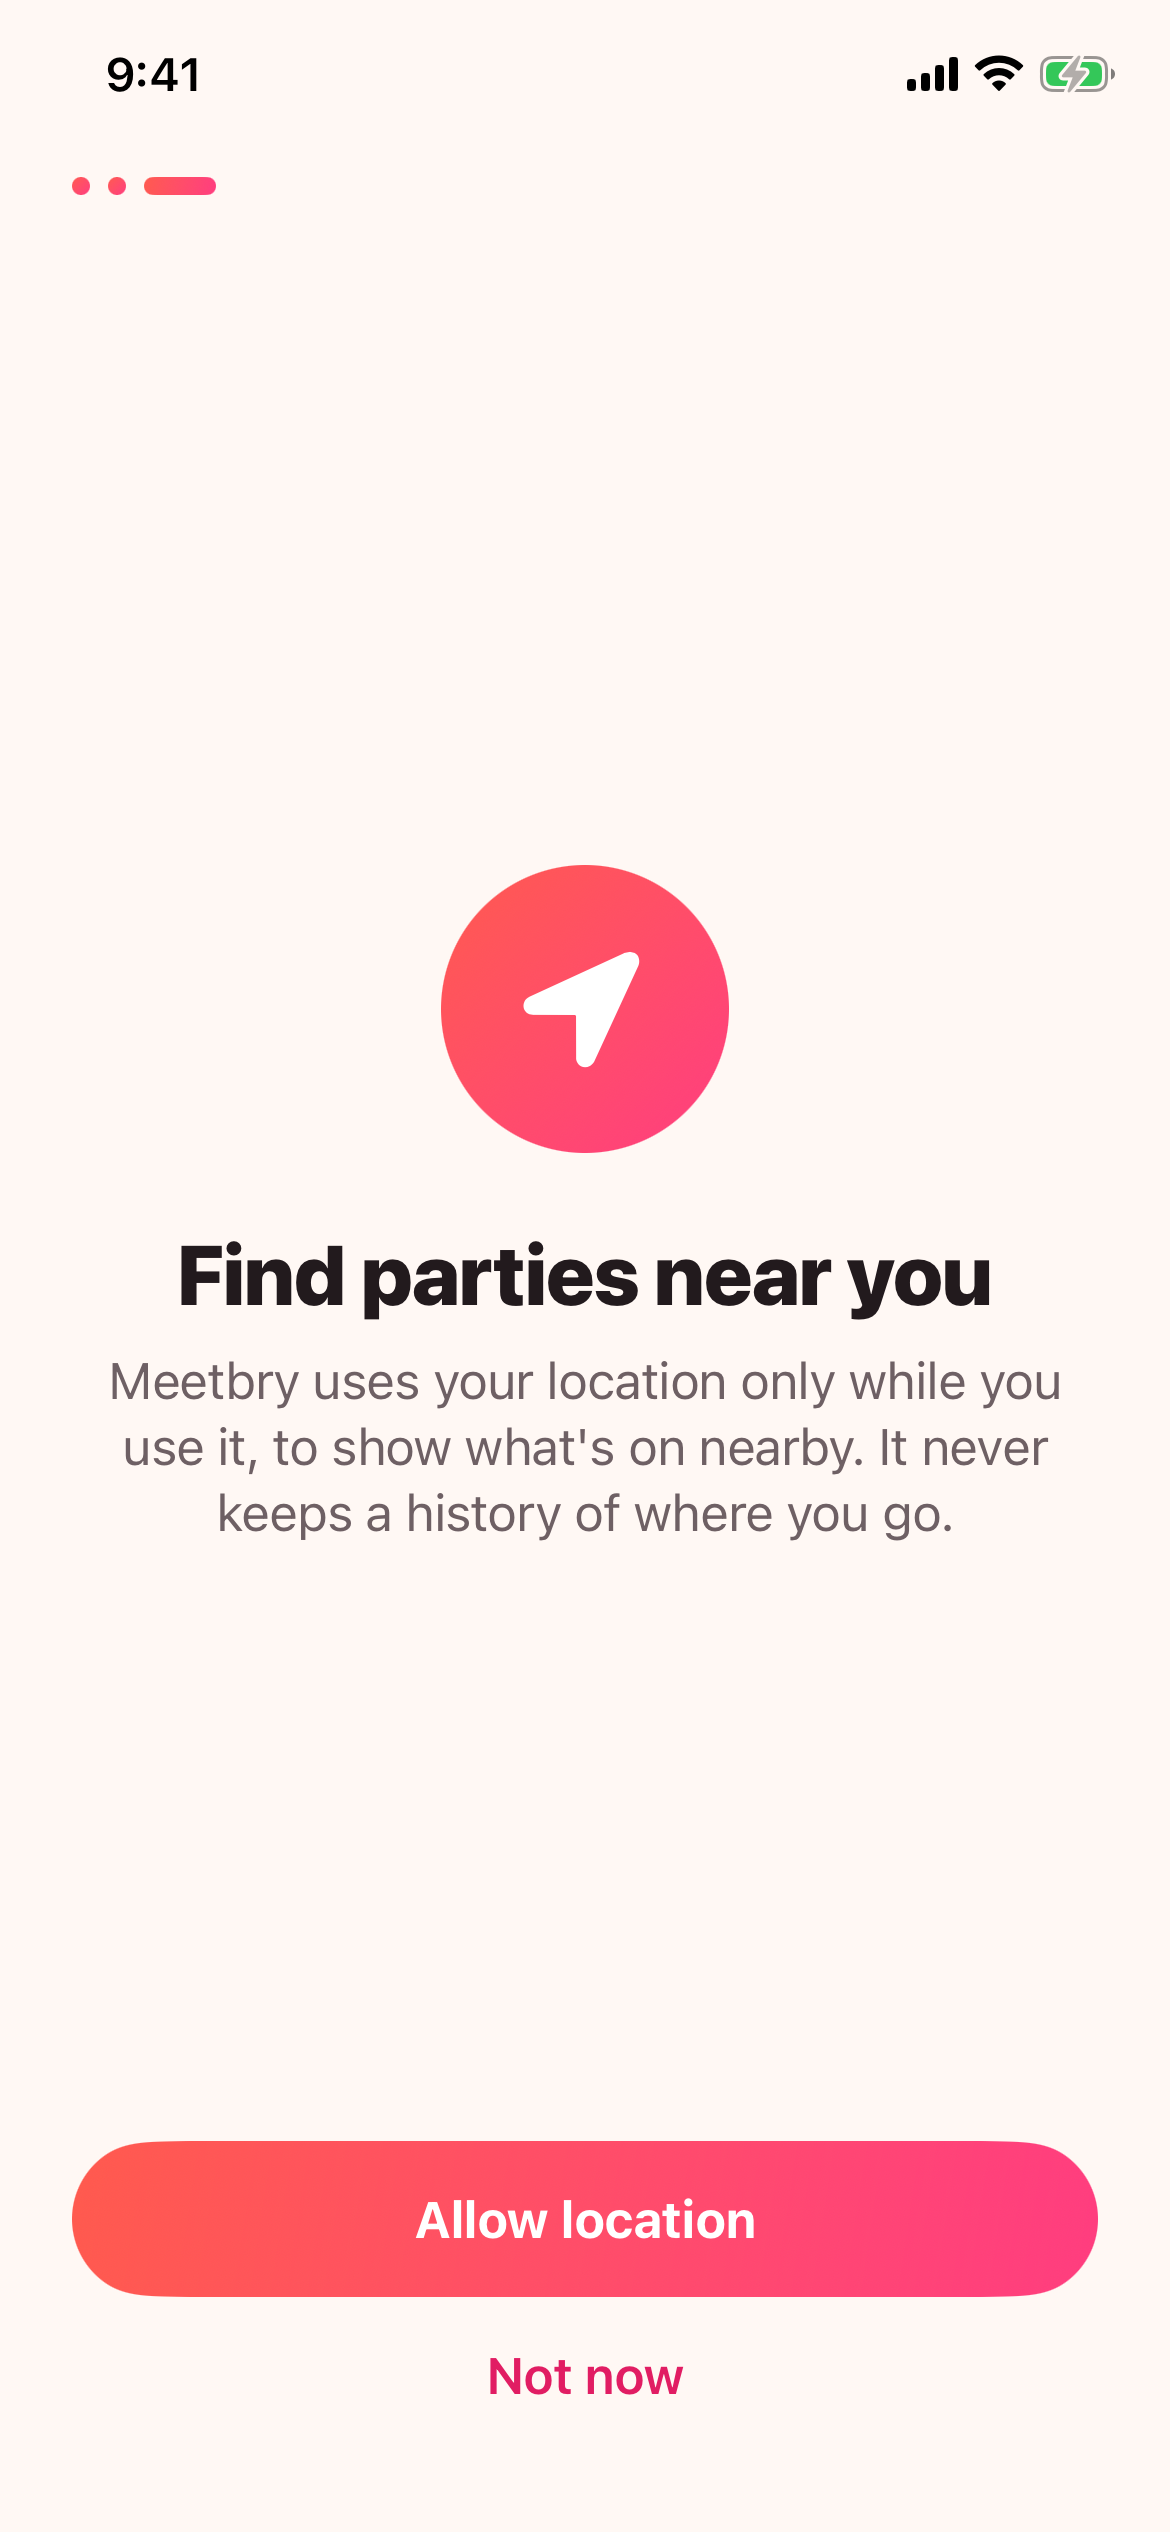 9:41
Find parties near you
Meetbry uses your location only while you
use it, to show what's on nearby. It never
keeps a history of where you go.
Allow location
Not now